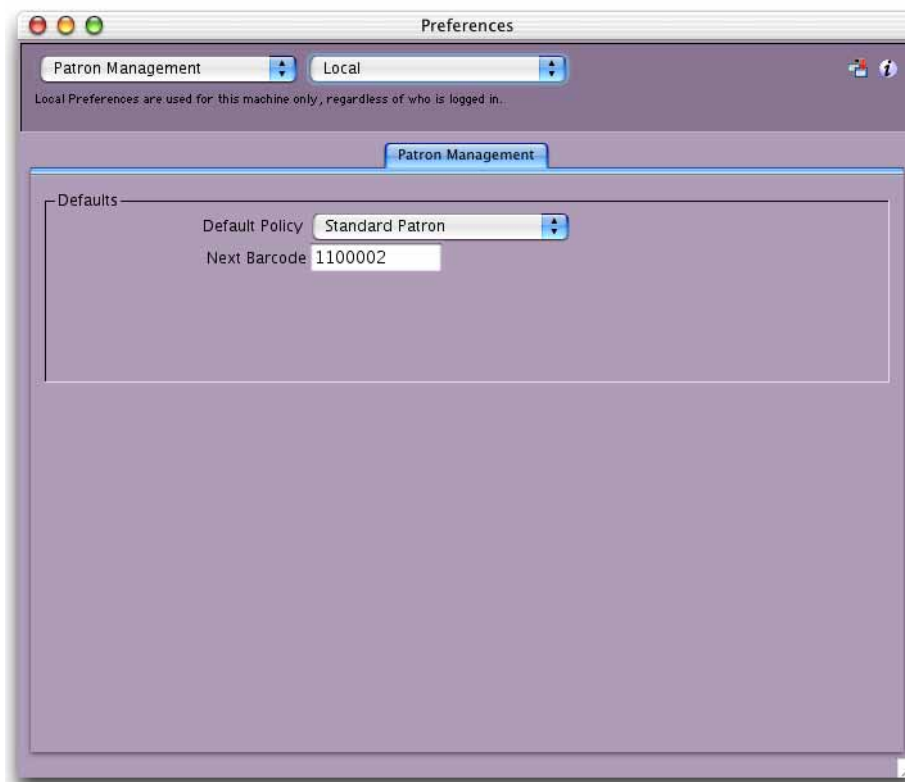 Preferences
Patron Management Local
Local Preferences are used for this machine only, regardless of who is logged in.
Patron Management
Defaults
Default Policy Standard Patron
Next Barcode 1100002